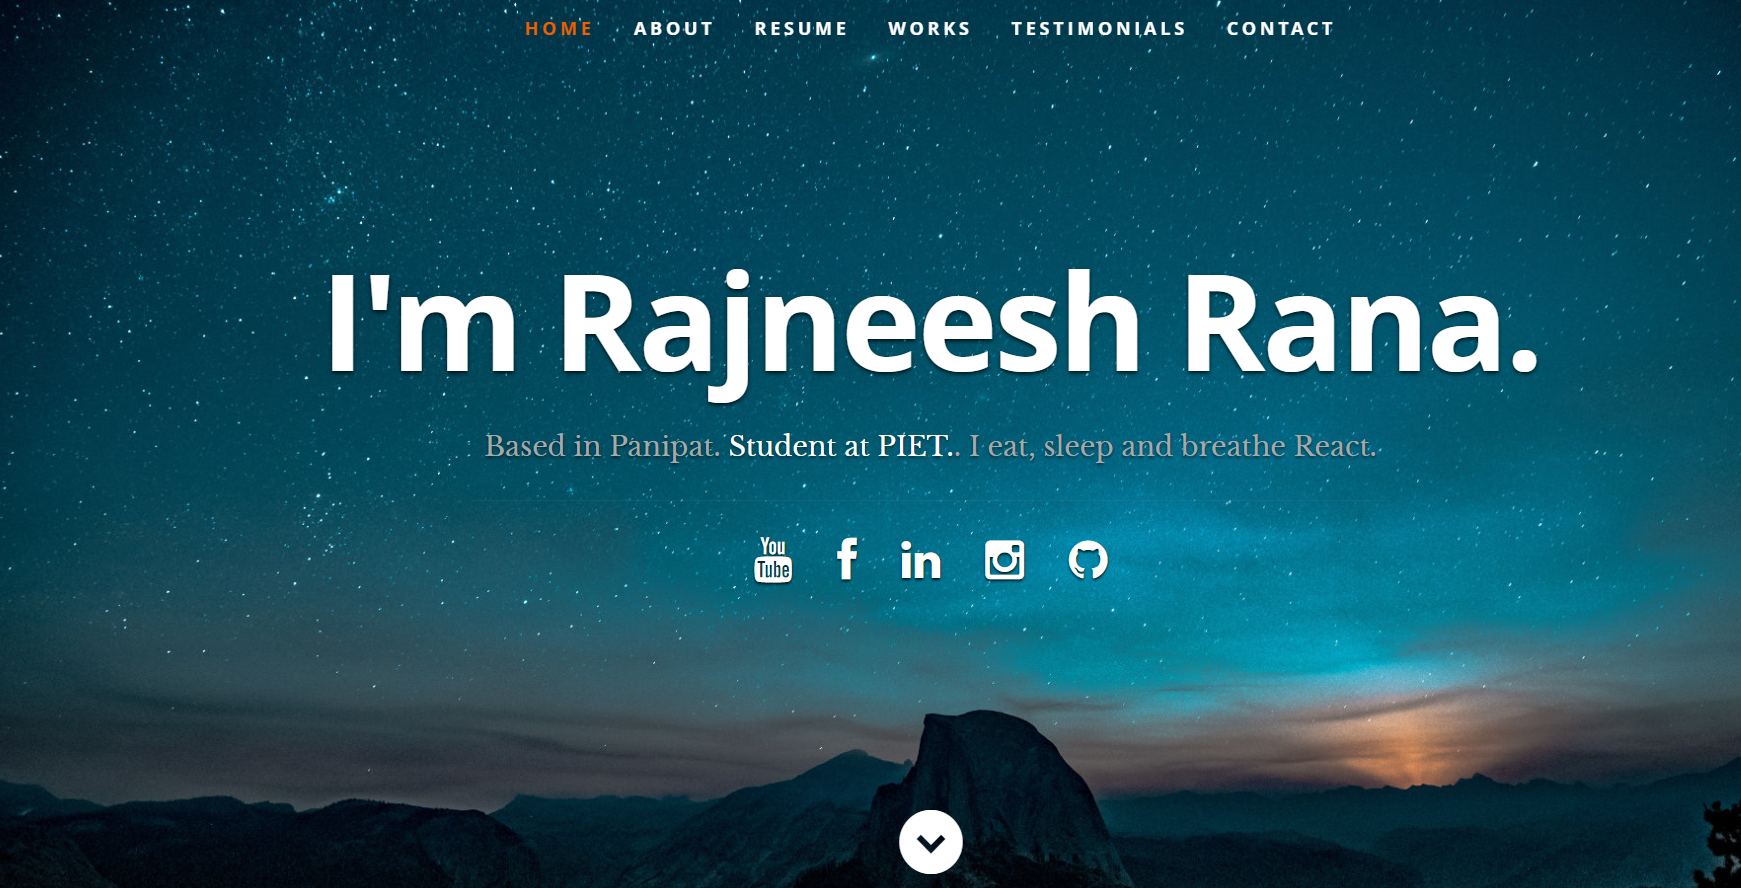 HOME ABOUT RESUME WORKS TESTIMONIALS CONTACT
I'm Rajneesh Rana.
Based in Panipat. Student at PIET.. I eat, sleep and breathe React.
You
Tube
f
in